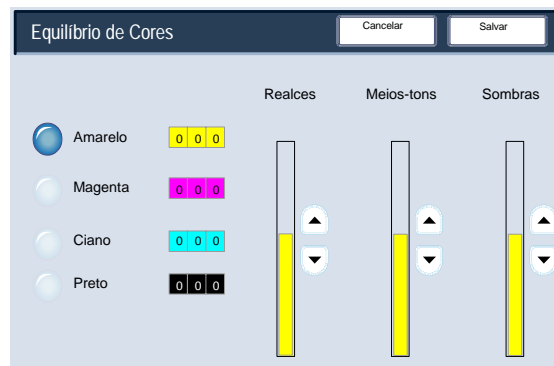 Equilíbrio de Cores Cancelar Salvar
Realces Meios-tons Sombras
Amarelo 0 0 0
Magenta 0 0 0
Ciano 0 0 0
Preto 0 0 0